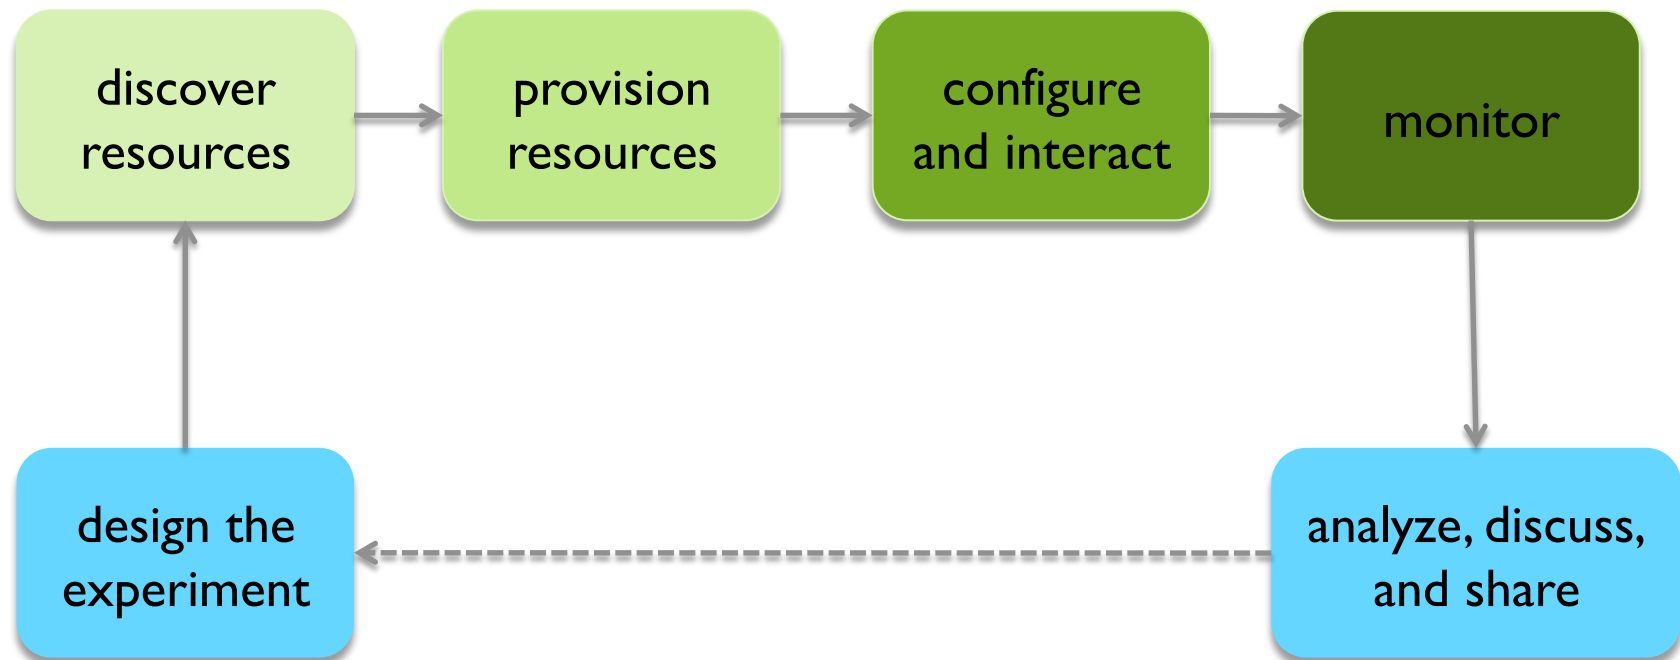 discover
resources
provision
resources
configure
and interact
monitor
design the
experiment
analyze, discuss,
and share